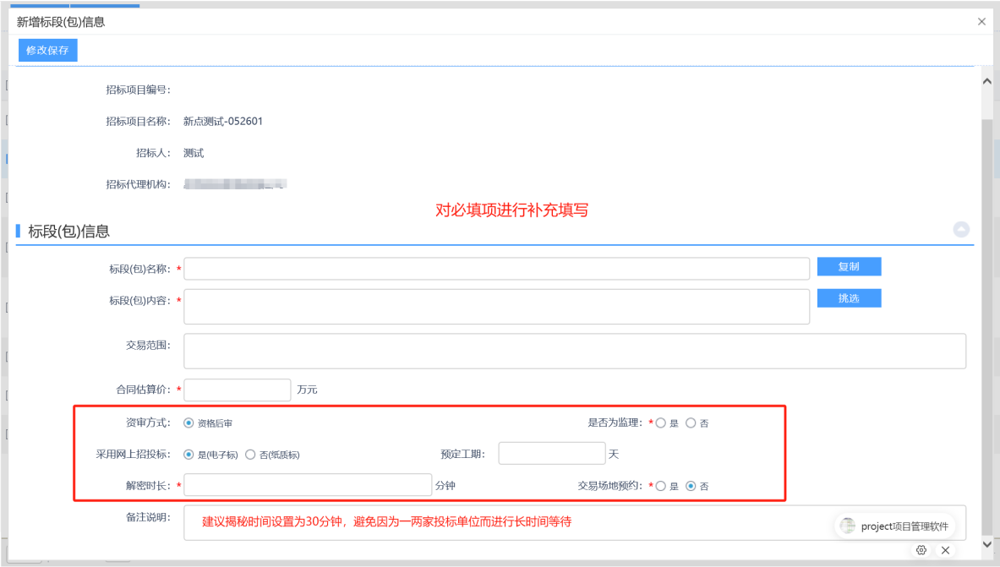 新增标段(包)信息
修改保存
招标项目编号:
招标项目名称: 新点测试-052601
招标人: 测试
招标代理机构:
对必填项进行补充填写
标段(包)信息
标段(包)名称: * 复制
标段(包)内容: * 挑选
交易范围:
合同估算价: * 万元
资审方式: 资格后审 是否为监理: * 是 否
采用网上招投标: 是(电子标) 否(纸质标) 预定工期: 天
解密时长: * 分钟 交易场地预约: * 是 否
备注说明: 建议揭秘时间设置为30分钟，避免因为一两家投标单位而进行长时间等待
project项目管理软件